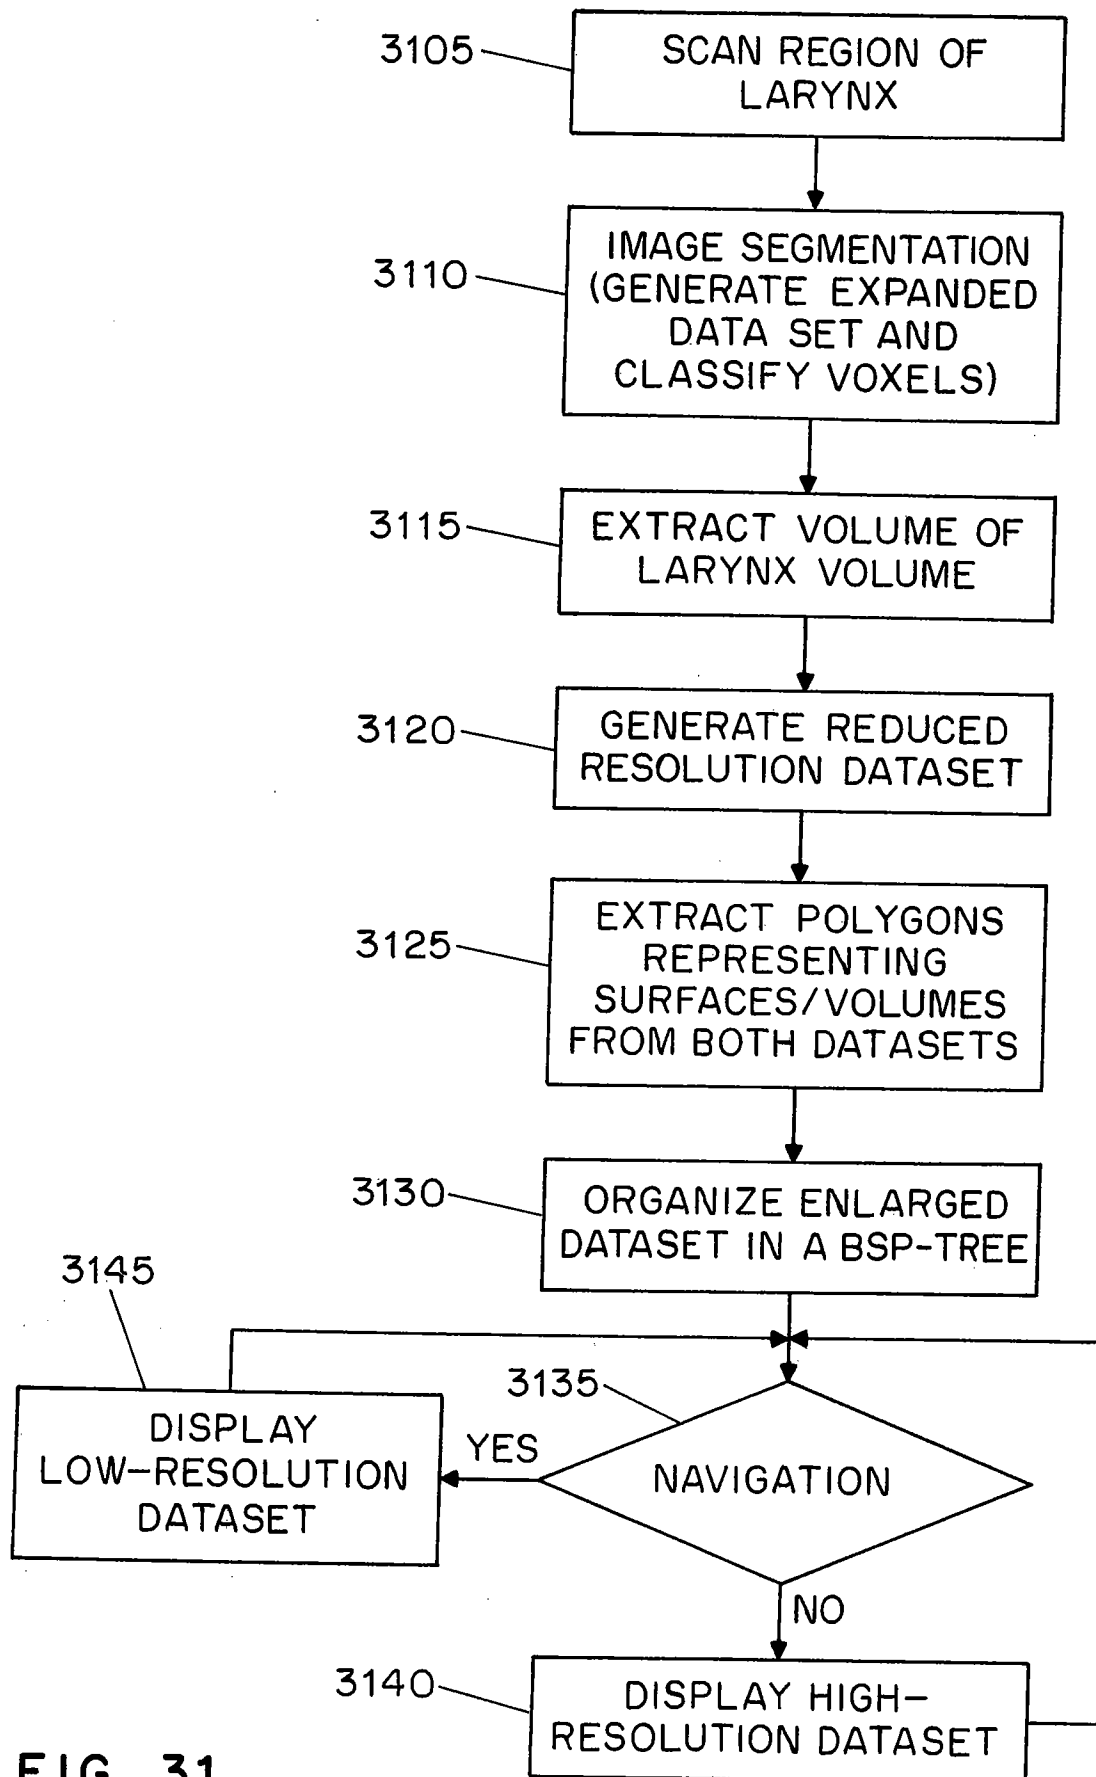 3105
SCAN REGION OF
LARYNX
3110
IMAGE SEGMENTATION
(GENERATE EXPANDED
DATA SET AND
CLASSIFY VOXELS)
3115
EXTRACT VOLUME OF
LARYNX VOLUME
3120
GENERATE REDUCED
RESOLUTION DATASET
3125
EXTRACT POLYGONS
REPRESENTING
SURFACES/VOLUMES
FROM BOTH DATASETS
3130
ORGANIZE ENLARGED
DATASET IN A BSP-TREE
3145
DISPLAY
LOW-RESOLUTION
DATASET
YES
3135
NAVIGATION
NO
3140
DISPLAY HIGH-
RESOLUTION DATASET
FIG. 31